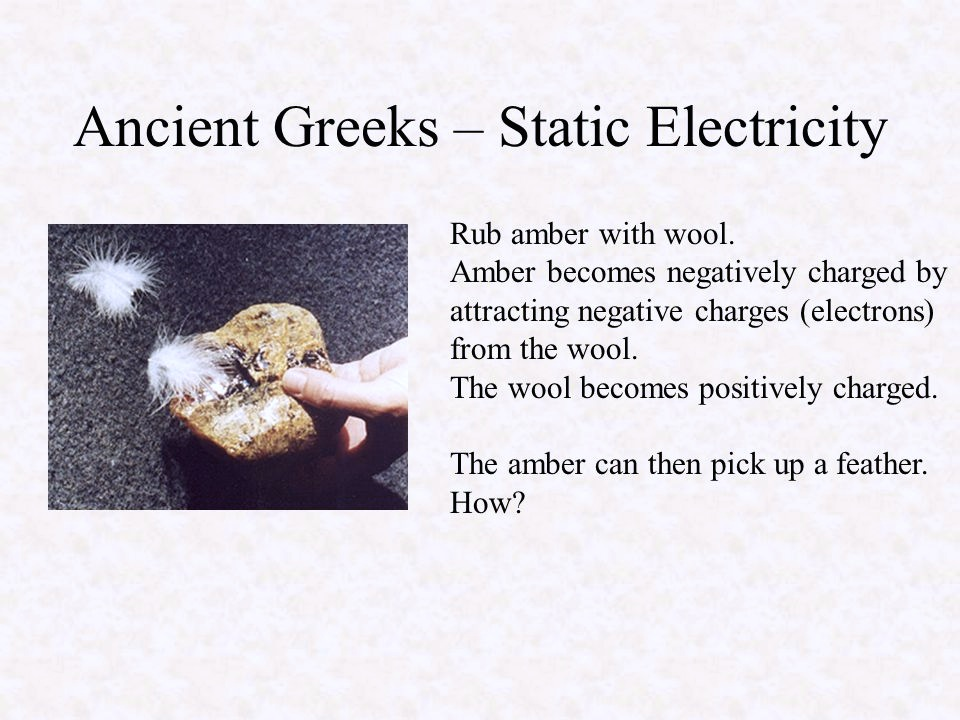 Ancient Greeks – Static Electricity
Rub amber with wool.
Amber becomes negatively charged by
attracting negative charges (electrons)
from the wool.
The wool becomes positively charged.
The amber can then pick up a feather.
How?